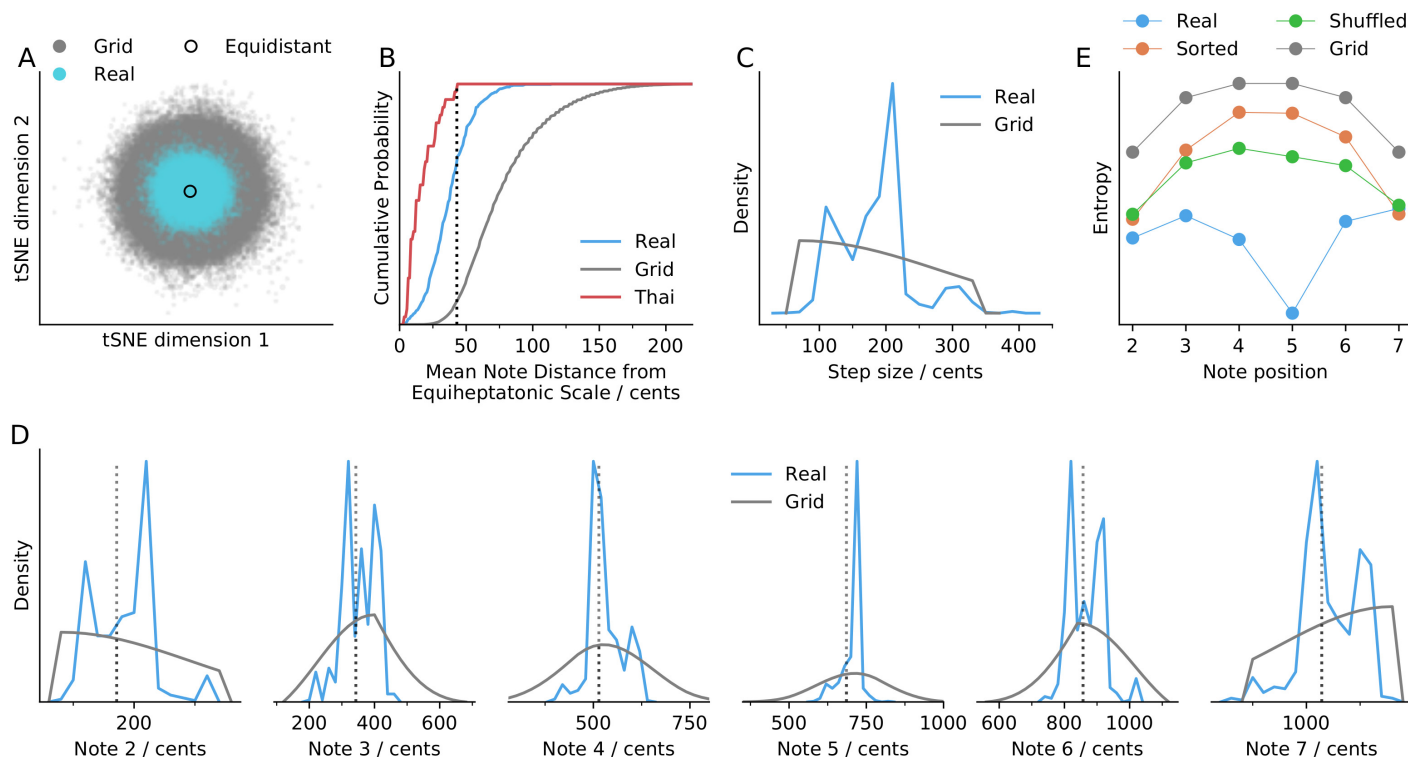 A
Grid
Equidistant
Real
tSNE dimension 2
tSNE dimension 1
B
Cumulative Probability
Real
Grid
Thai
0 50 100 150 200
Mean Note Distance from
Equiheptatonic Scale / cents
C
Density
Real
Grid
100 200 300 400
Step size / cents
E
Real
Shuffled
Sorted
Grid
Entropy
2 3 4 5 6 7
Note position
D
Density
Real
Grid
200
Note 2 / cents
200 400 600
Note 3 / cents
500 750
Note 4 / cents
500 750 1000
Note 5 / cents
600 800 1000
Note 6 / cents
1000
Note 7 / cents